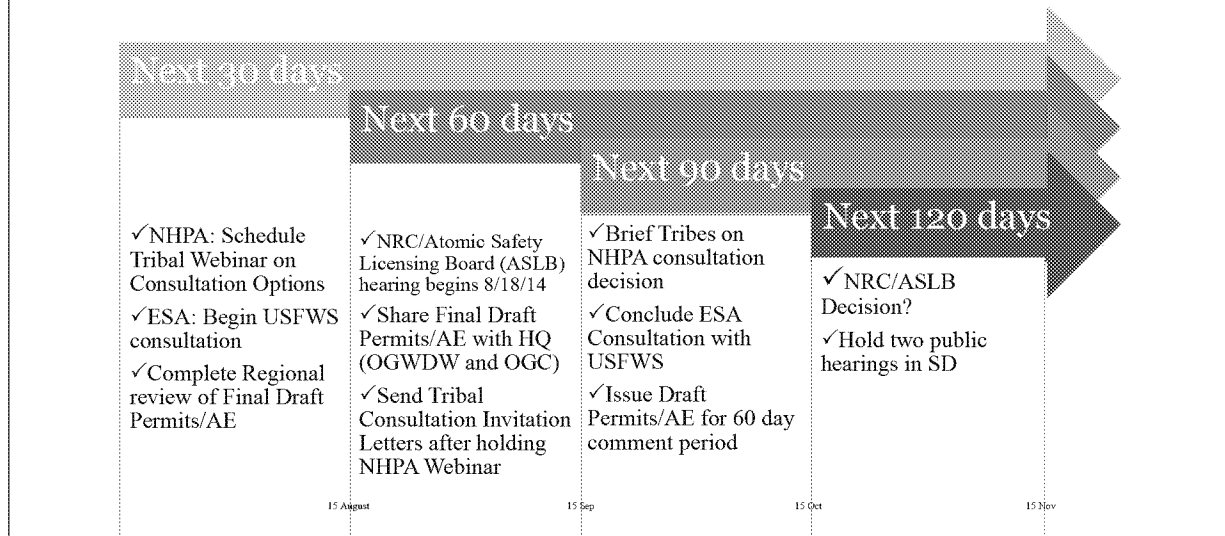 Next 30 days
Next 60 days
Next 90 days
Next 120 days
✓NHPA: Schedule
Tribal Webinar on
Consultation Options
✓ESA: Begin USFWS
consultation
✓Complete Regional
review of Final Draft
Permits/AE
✓NRC/Atomic Safety
Licensing Board (ASLB)
hearing begins 8/18/14
✓Share Final Draft
Permits/AE with HQ
(OGWDW and OGC)
✓Send Tribal
Consultation Invitation
Letters after holding
NHPA Webinar
✓Brief Tribes on
NHPA consultation
decision
✓Conclude ESA
Consultation with
USFWS
✓Issue Draft
Permits/AE for 60 day
comment period
✓NRC/ASLB
Decision?
✓Hold two public
hearings in SD
15 August
15 Sep
15 Oct
15 Nov